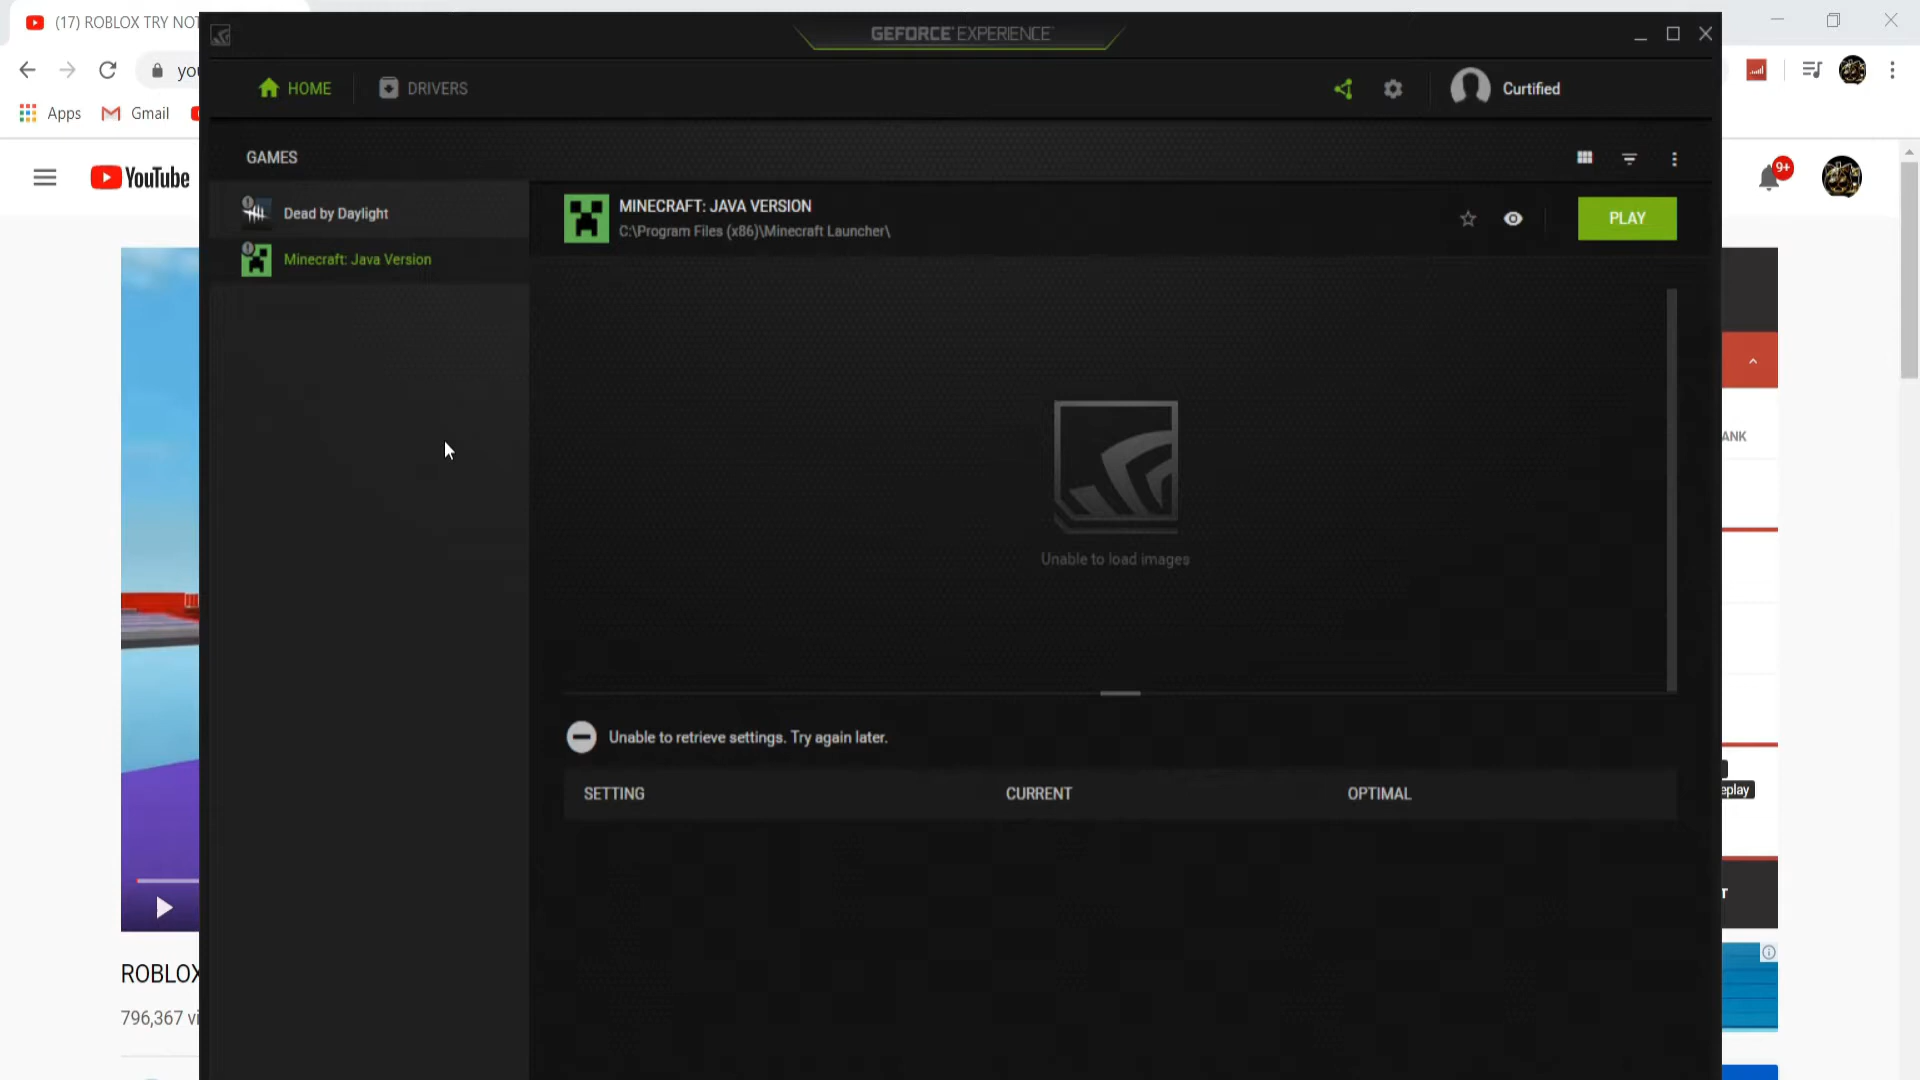 (17) ROBLOX TRY NOT
GEFORCE EXPERIENCE
HOME
DRIVERS
Curtified
Apps
Gmail
GAMES
YouTube
9+
Dead by Daylight
MINECRAFT: JAVA VERSION
C:\Program Files (x86)\Minecraft Launcher\
PLAY
Minecraft: Java Version
ANK
Unable to load images
Unable to retrieve settings. Try again later.
SETTING
CURRENT
OPTIMAL
eplay
ROBLOX
796,367